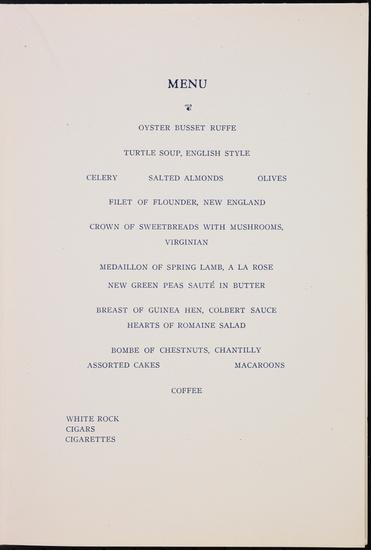 MENU
OYSTER BUSSET RUFFE
TURTLE SOUP, ENGLISH STYLE
CELERY SALTED ALMONDS OLIVES
FILET OF FLOUNDER, NEW ENGLAND
CROWN OF SWEETBREADS WITH MUSHROOMS,
VIRGINIAN
MEDAILLON OF SPRING LAMB, A LA ROSE
NEW GREEN PEAS SAUTÉ IN BUTTER
BREAST OF GUINEA HEN, COLBERT SAUCE
HEARTS OF ROMAINE SALAD
BOMBE OF CHESTNUTS, CHANTILLY
ASSORTED CAKES MACAROONS
COFFEE
WHITE ROCK
CIGARS
CIGARETTES